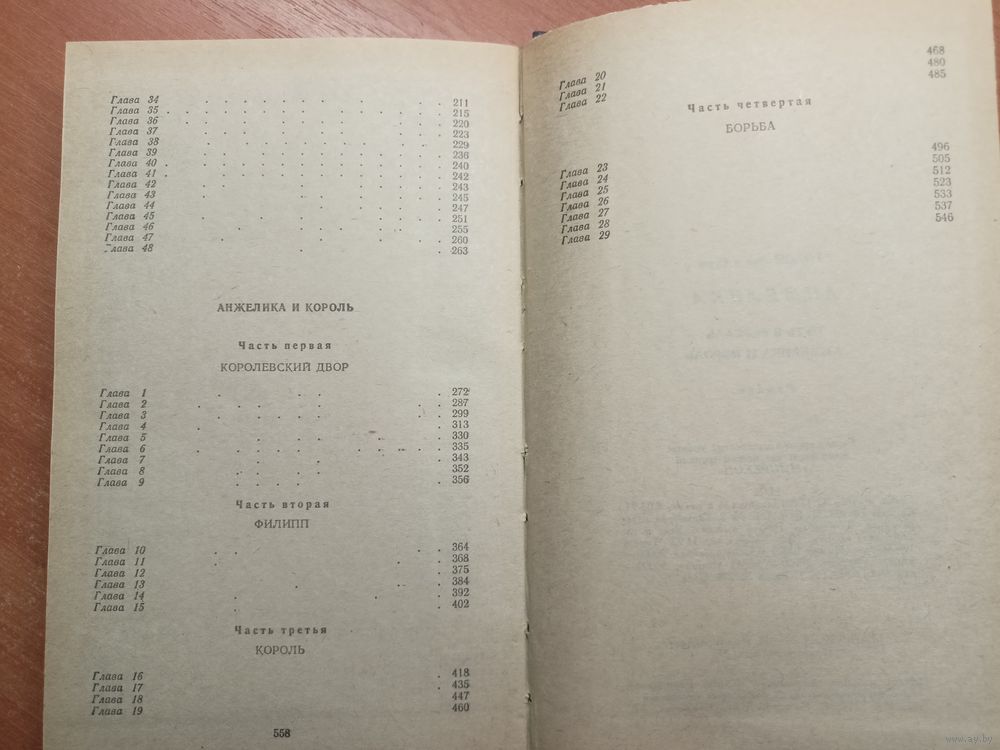 Глава 34 211
Глава 35 215
Глава 36 220
Глава 37 223
Глава 38 229
Глава 39 236
Глава 40 240
Глава 41 242
Глава 42 243
Глава 43 245
Глава 44 247
Глава 45 251
Глава 46 255
Глава 47 260
Глава 48 263
АНЖЕЛИКА И КОРОЛЬ
Часть первая
КОРОЛЕВСКИЙ ДВОР
Глава 1 272
Глава 2 287
Глава 3 299
Глава 4 313
Глава 5 330
Глава 6 335
Глава 7 343
Глава 8 352
Глава 9 356
Часть вторая
ФИЛИПП
Глава 10 364
Глава 11 368
Глава 12 375
Глава 13 384
Глава 14 392
Глава 15 402
Часть третья
КОРОЛЬ
Глава 16 418
Глава 17 435
Глава 18 447
Глава 19 460
558
Глава 20 468
Глава 21 480
Глава 22 485
Часть четвертая
БОРЬБА
Глава 23 496
Глава 24 505
Глава 25 512
Глава 26 523
Глава 27 533
Глава 28 537
Глава 29 546
www.ay.by